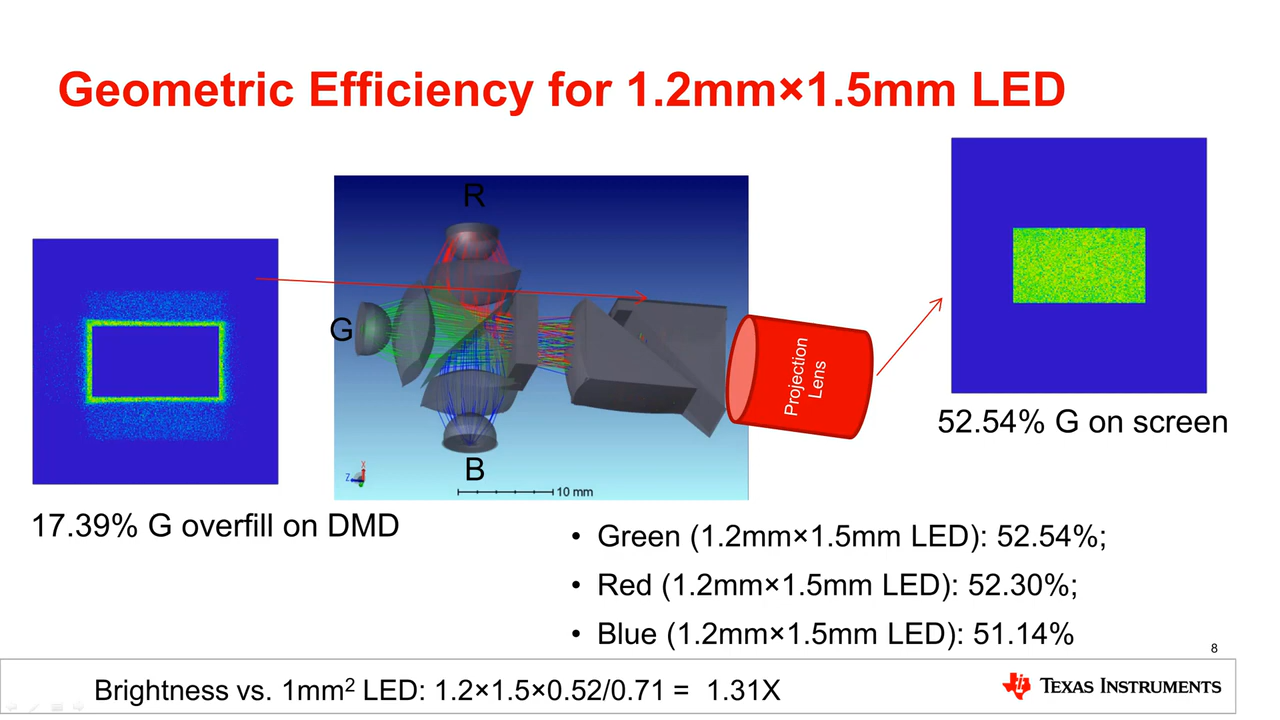 Geometric Efficiency for 1.2mm×1.5mm LED
R
G
B
Z
X
10 mm
Projection
Lens
17.39% G overfill on DMD
52.54% G on screen
• Green (1.2mm×1.5mm LED): 52.54%;
• Red (1.2mm×1.5mm LED): 52.30%;
• Blue (1.2mm×1.5mm LED): 51.14%
8
Brightness vs. 1mm² LED: 1.2×1.5×0.52/0.71 = 1.31X
TEXAS INSTRUMENTS